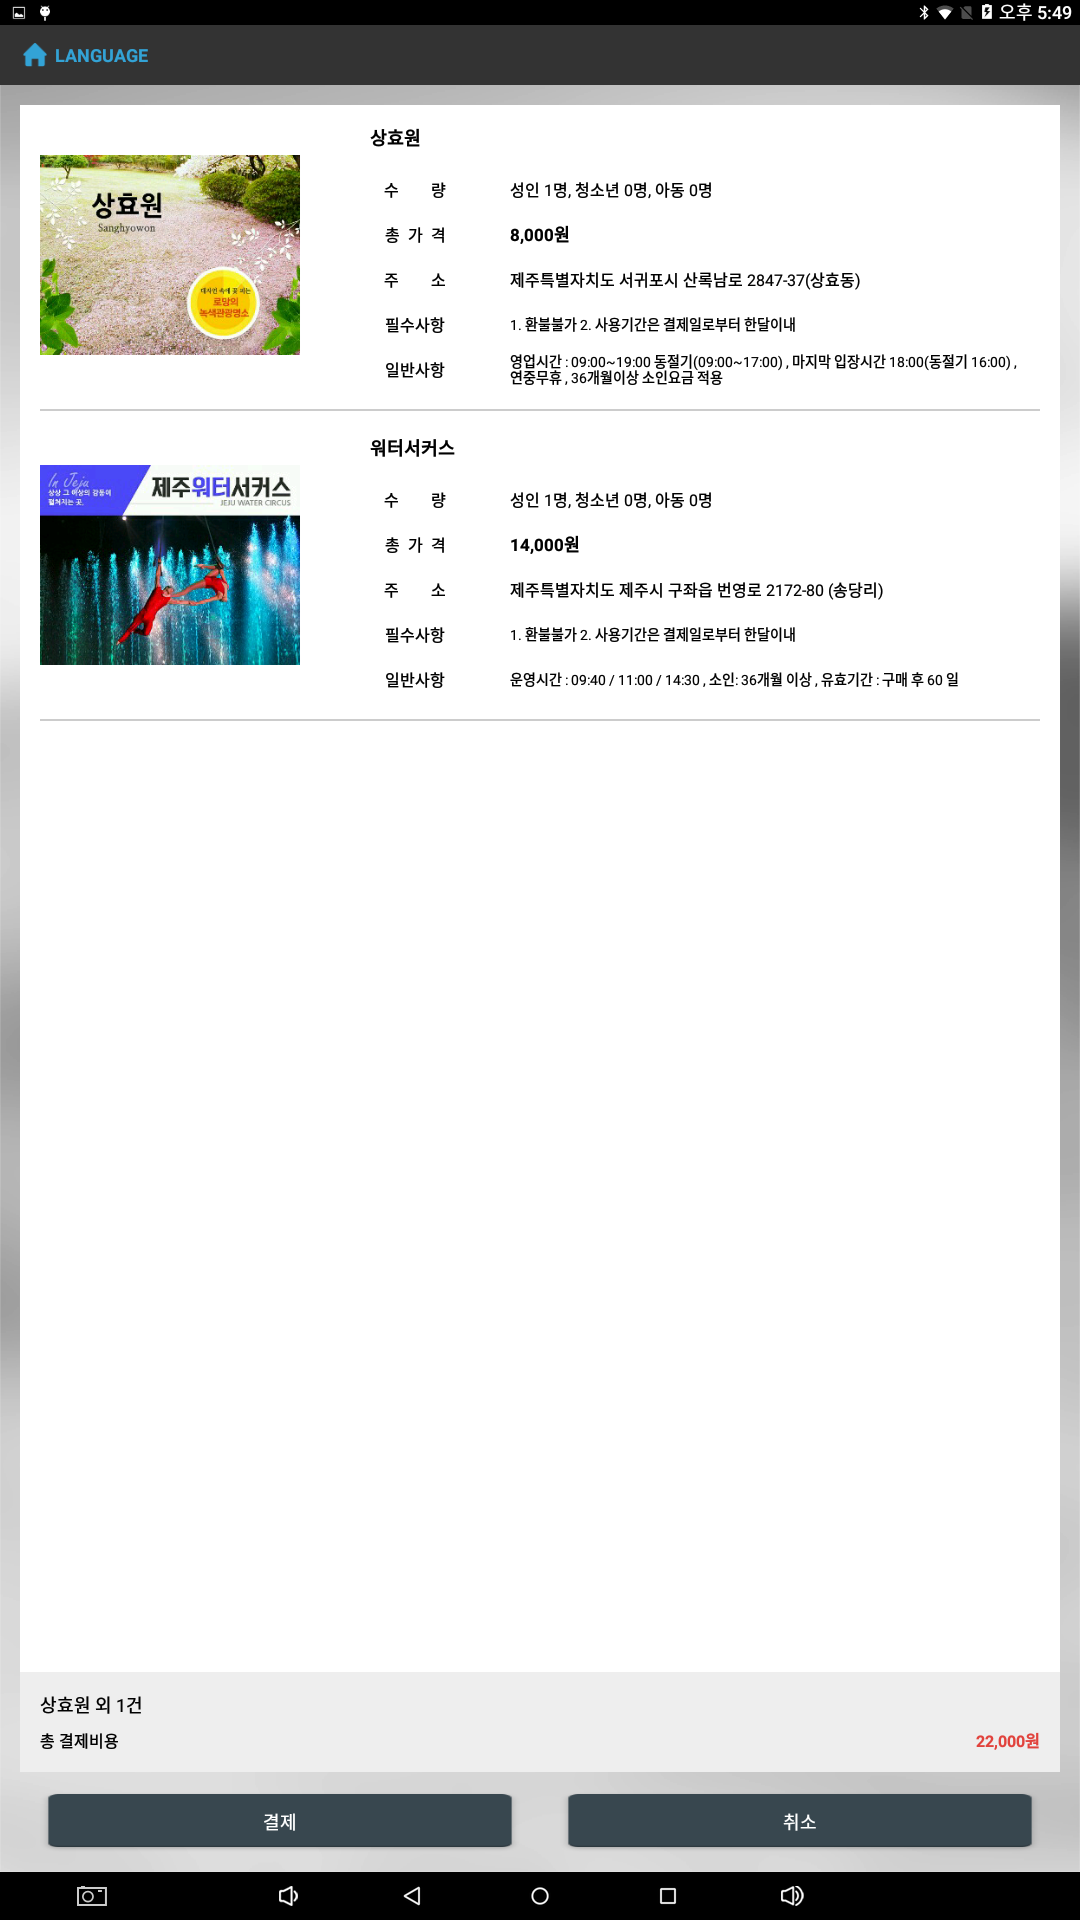 오후 5:49
LANGUAGE
상효원
상효원
Sanghyowon
로망의
녹색관광명소
수 량 성인 1명, 청소년 0명, 아동 0명
총 가 격 8,000원
주 소 제주특별자치도 서귀포시 산록남로 2847-37(상효동)
필수사항 1. 환불불가 2. 사용기간은 결제일로부터 한달이내
일반사항 영업시간 : 09:00~19:00 동절기(09:00~17:00) , 마지막 입장시간 18:00(동절기 16:00) ,
연중무휴 , 36개월이상 소인요금 적용
워터서커스
In Jeju
상상 그 이상의 감동이
펼쳐지는 곳,
제주워터서커스
JEJU WATER CIRCUS
수 량 성인 1명, 청소년 0명, 아동 0명
총 가 격 14,000원
주 소 제주특별자치도 제주시 구좌읍 번영로 2172-80 (송당리)
필수사항 1. 환불불가 2. 사용기간은 결제일로부터 한달이내
일반사항 운영시간 : 09:40 / 11:00 / 14:30 , 소인: 36개월 이상 , 유효기간 : 구매 후 60 일
상효원 외 1건
총 결제비용 22,000원
결제 취소